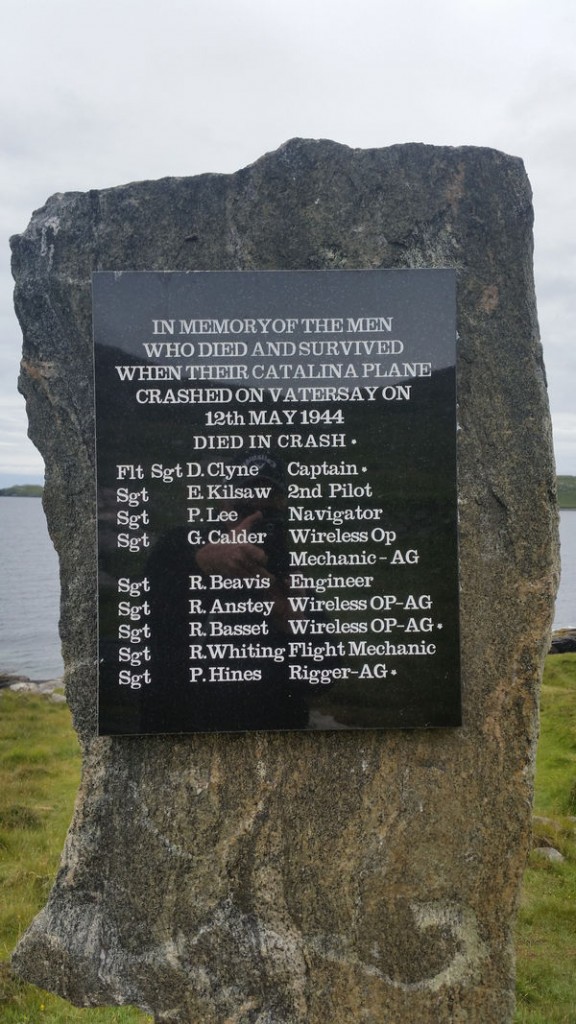 IN MEMORY OF THE MEN
WHO DIED AND SURVIVED
WHEN THEIR CATALINA PLANE
CRASHED ON VATERSAY ON
12th MAY 1944
DIED IN CRASH *
Flt Sgt D. Clyne Captain *
Sgt E. Kilsaw 2nd Pilot
Sgt P. Lee Navigator
Sgt G. Calder Wireless Op
Mechanic - AG
Sgt R. Beavis Engineer
Sgt R. Anstey Wireless OP-AG
Sgt R. Basset Wireless OP-AG *
Sgt R. Whiting Flight Mechanic
Sgt P. Hines Rigger-AG *